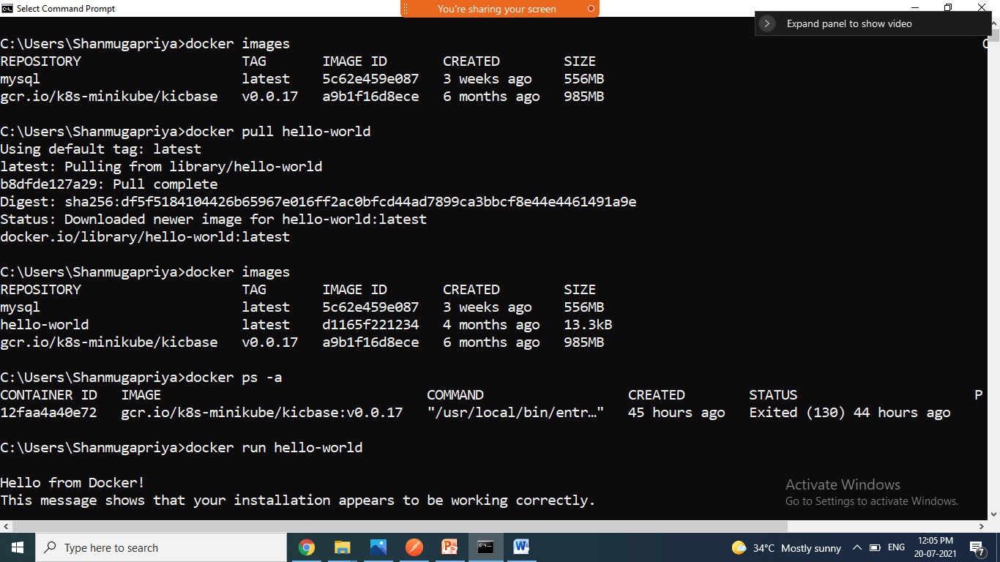 Select Command Prompt
You're sharing your screen
Expand panel to show video
C:\Users\Shanmugapriya>docker images
REPOSITORY TAG IMAGE ID CREATED SIZE
mysql latest 5c62e459e087 3 weeks ago 556MB
gcr.io/k8s-minikube/kicbase v0.0.17 a9b1f16d8ece 6 months ago 985MB
C:\Users\Shanmugapriya>docker pull hello-world
Using default tag: latest
latest: Pulling from library/hello-world
b8dfde127a29: Pull complete
Digest: sha256:df5f5184104426b65967e016ff2ac0bfcd44ad7899ca3bbcf8e44e4461491a9e
Status: Downloaded newer image for hello-world:latest
docker.io/library/hello-world:latest
C:\Users\Shanmugapriya>docker images
REPOSITORY TAG IMAGE ID CREATED SIZE
mysql latest 5c62e459e087 3 weeks ago 556MB
hello-world latest d1165f221234 4 months ago 13.3kB
gcr.io/k8s-minikube/kicbase v0.0.17 a9b1f16d8ece 6 months ago 985MB
C:\Users\Shanmugapriya>docker ps -a
CONTAINER ID IMAGE COMMAND CREATED STATUS P
12faa4a40e72 gcr.io/k8s-minikube/kicbase:v0.0.17 "/usr/local/bin/entr…" 45 hours ago Exited (130) 44 hours ago
C:\Users\Shanmugapriya>docker run hello-world
Hello from Docker!
This message shows that your installation appears to be working correctly.
Activate Windows
Go to Settings to activate Windows.
Type here to search
34°C Mostly sunny
ENG
12:05 PM
20-07-2021
7